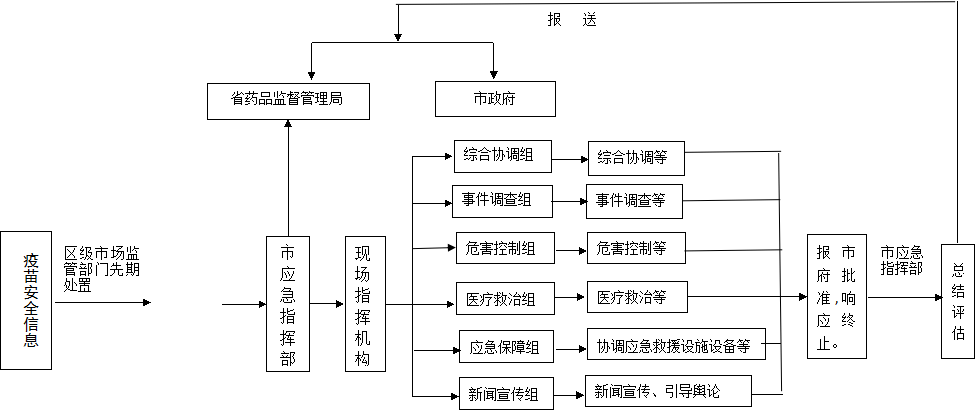 报 送
省药品监督管理局
市政府
综合协调组
综合协调等
事件调查组
事件调查等
疫苗安全信息
区级市场监
管部门先期
处置
市应急指挥部
现场指挥机构
危害控制组
危害控制等
医疗救治组
医疗救治等
应急保障组
协调应急救援设施设备等
新闻宣传组
新闻宣传、引导舆论
报 市
府 批
准,响
应 终
止。
市应急
指挥部
总结评估